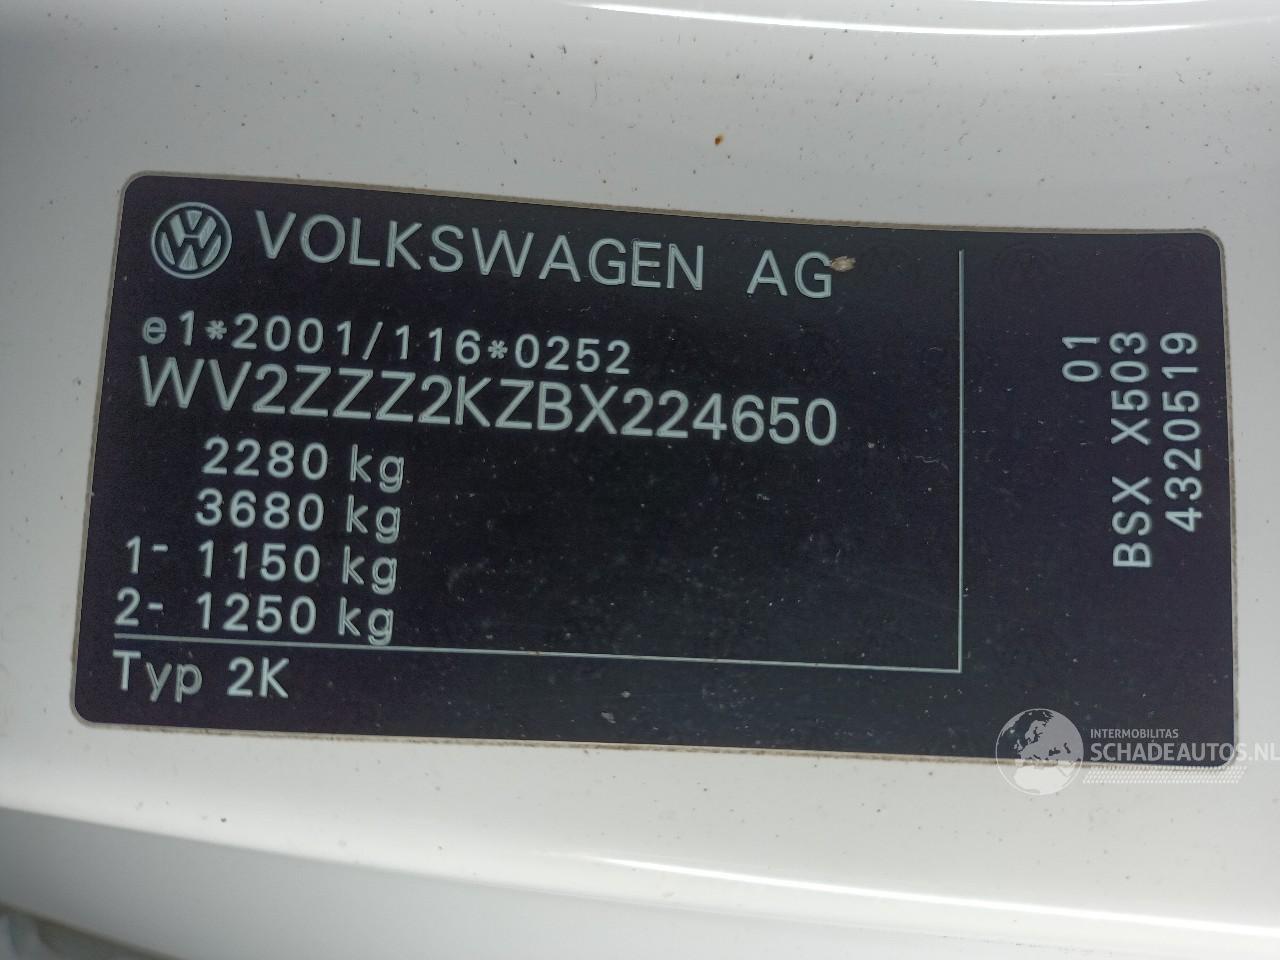 VOLKSWAGEN AG
e1*2001/116*0252
WV2ZZZ2KZBX224650
2280 kg
3680 kg
1- 1150 kg
2- 1250 kg
Typ 2K
01
BSX X503
43205519
INTERMOBILITAS
SCHADEAUTOS.NL